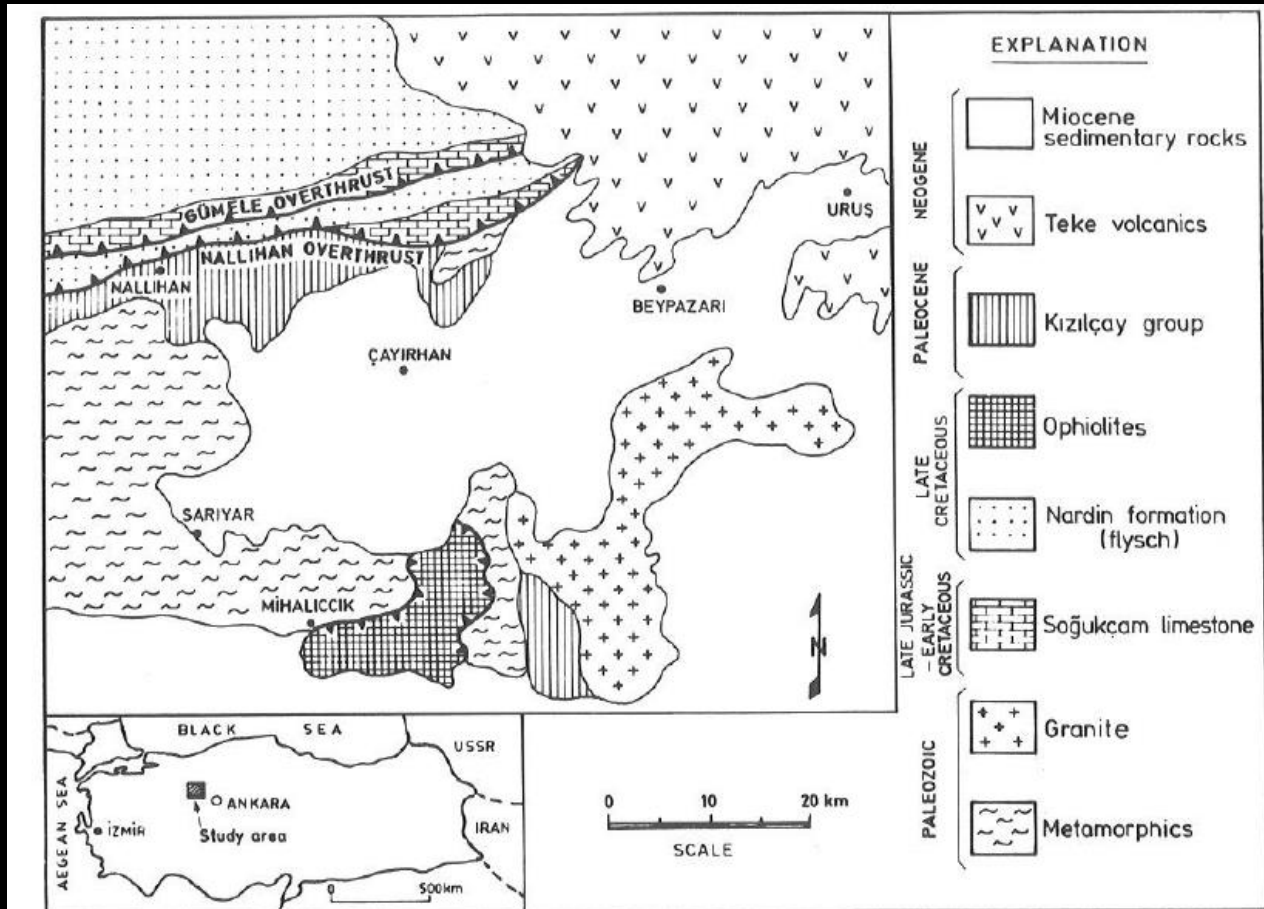 GÜMELE OVERTHRUST
NALLIHAN OVERTHRUST
NALLIHAN
URUŞ
BEYPAZARI
ÇAYIRHAN
SARIYAR
MİHALICCIK
N
EXPLANATION
NEOGENE
Miocene
sedimentary rocks
Teke volcanics
PALEOCENE
Kızılçay group
LATE
CRETACEOUS
Ophiolites
Nardin formation
(flysch)
LATE JURASSIC
– EARLY
CRETACEOUS
Soğukçam limestone
PALEOZOIC
Granite
Metamorphics
BLACK SEA
USSR
AEGEAN SEA
ANKARA
İZMİR
Study area
IRAN
0 500km
0 10 20 km
SCALE